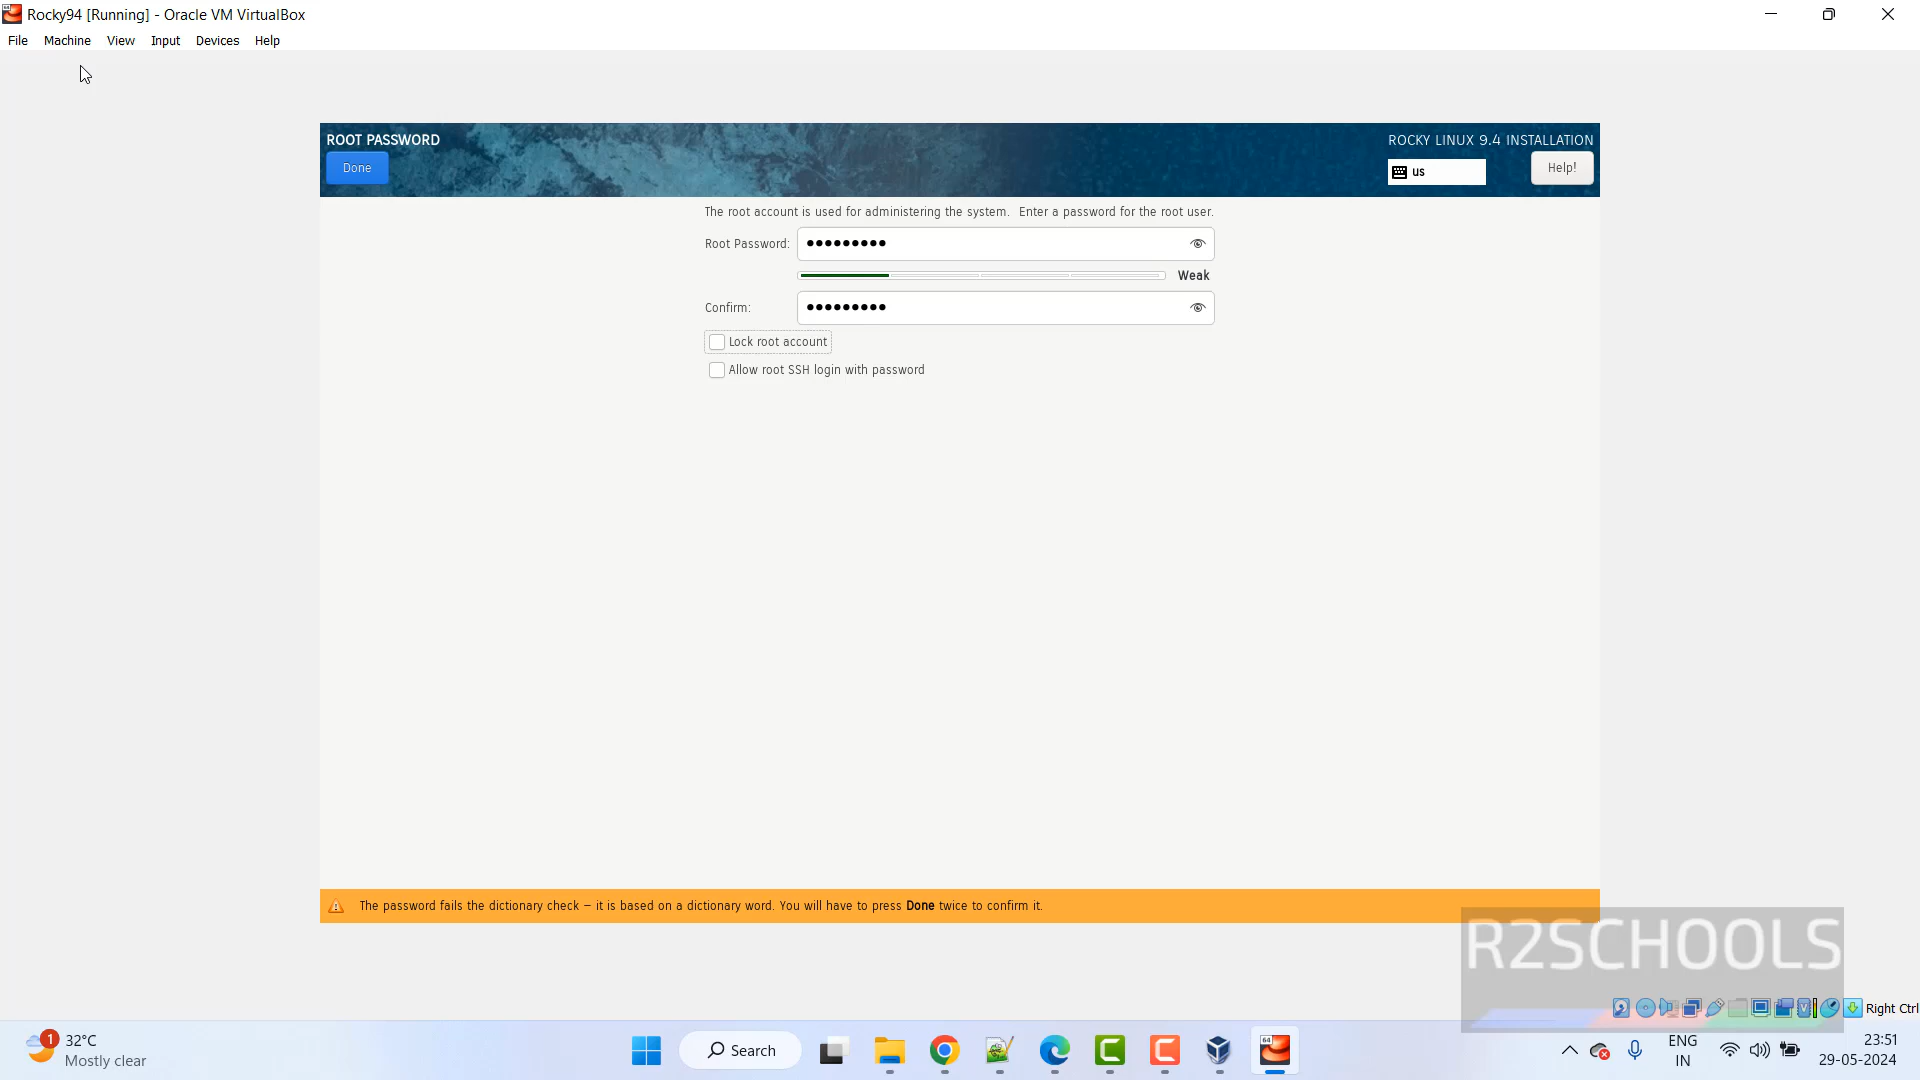 Rocky94 [Running] - Oracle VM VirtualBox
File Machine View Input Devices Help
ROOT PASSWORD
ROCKY LINUX 9.4 INSTALLATION
Done
us
Help!
The root account is used for administering the system. Enter a password for the root user.
Root Password: ●●●●●●●●●
Weak
Confirm: ●●●●●●●●●
Lock root account
Allow root SSH login with password
The password fails the dictionary check – it is based on a dictionary word. You will have to press Done twice to confirm it.
R2SCHOOLS
Right Ctrl
1
32°C
Mostly clear
Search
64
ENG
IN
23:51
29-05-2024